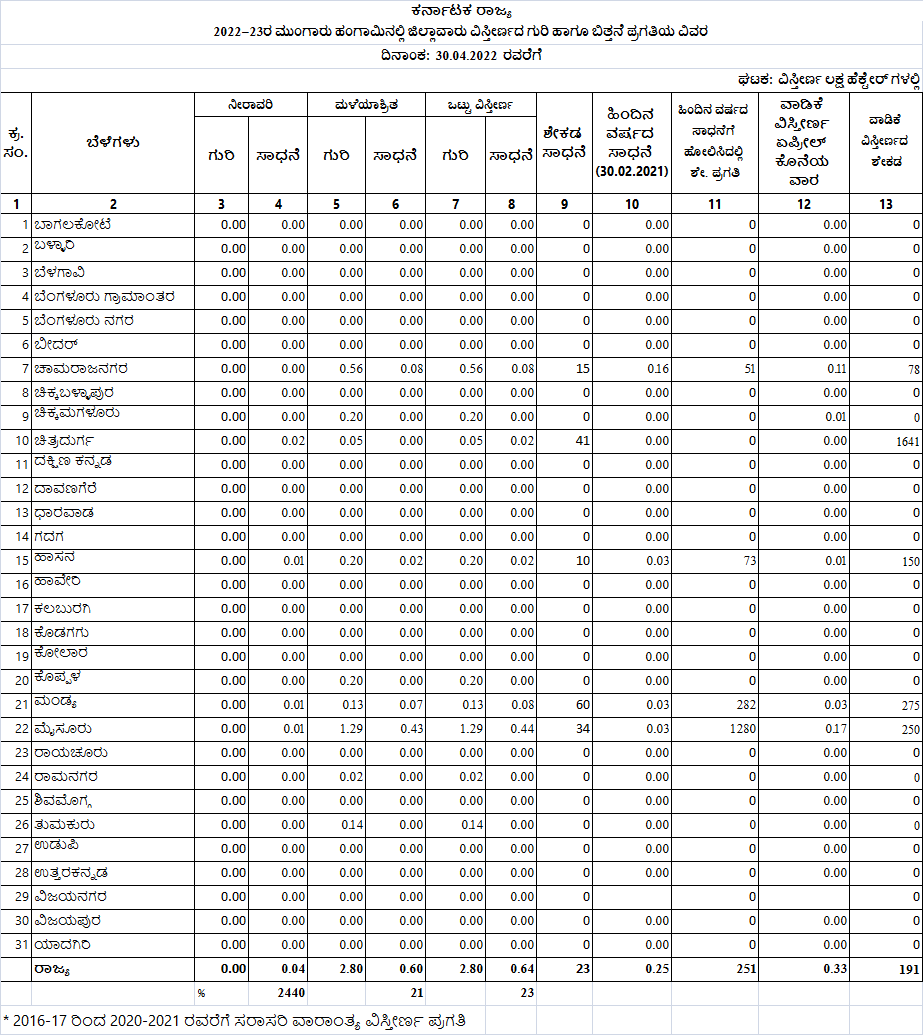 ಕರ್ನಾಟಕ ರಾಜ್ಯ
2022–23ರ ಮುಂಗಾರು ಹಂಗಾಮಿನಲ್ಲಿ ಜಿಲ್ಲಾವಾರು ವಿಸ್ತೀರ್ಣದ ಗುರಿ ಹಾಗೂ ಬಿತ್ತನೆ ಪ್ರಗತಿಯ ವಿವರ
ದಿನಾಂಕ: 30.04.2022 ರವರೆಗೆ
ಘಟಕ: ವಿಸ್ತೀರ್ಣ ಲಕ್ಷ ಹೆಕ್ಟೇರ್ ಗಳಲ್ಲಿ
ಕ್ರ. ಸಂ. ಬೆಳೆಗಳು ನೀರಾವರಿ ಮಳೆಯಾಶ್ರಿತ ಒಟ್ಟು ವಿಸ್ತೀರ್ಣ ಶೇಕಡ ಸಾಧನೆ ಹಿಂದಿನ ವರ್ಷದ ಸಾಧನೆ (30.02.2021) ಹಿಂದಿನ ವರ್ಷದ ಸಾಧನೆಗೆ ಹೋಲಿಸಿದಲ್ಲಿ ಶೇ. ಪ್ರಗತಿ ವಾಡಿಕೆ ವಿಸ್ತೀರ್ಣ ಏಪ್ರೀಲ್ ಕೊನೆಯ ವಾರ ವಾಡಿಕೆ ವಿಸ್ತೀರ್ಣದ ಶೇಕಡ
ಗುರಿ ಸಾಧನೆ ಗುರಿ ಸಾಧನೆ ಗುರಿ ಸಾಧನೆ
1 2 3 4 5 6 7 8 9 10 11 12 13
1 ಬಾಗಲಕೋಟೆ 0.00 0.00 0.00 0.00 0.00 0.00 0 0.00 0 0.00 0
2 ಬಳ್ಳಾರಿ 0.00 0.00 0.00 0.00 0.00 0.00 0 0.00 0 0.00 0
3 ಬೆಳಗಾವಿ 0.00 0.00 0.00 0.00 0.00 0.00 0 0.00 0 0.00 0
4 ಬೆಂಗಳೂರು ಗ್ರಾಮಾಂತರ 0.00 0.00 0.00 0.00 0.00 0.00 0 0.00 0 0.00 0
5 ಬೆಂಗಳೂರು ನಗರ 0.00 0.00 0.00 0.00 0.00 0.00 0 0.00 0 0.00 0
6 ಬೀದರ್ 0.00 0.00 0.00 0.00 0.00 0.00 0 0.00 0 0.00 0
7 ಚಾಮರಾಜನಗರ 0.00 0.00 0.56 0.08 0.56 0.08 15 0.16 51 0.11 78
8 ಚಿಕ್ಕಬಳ್ಳಾಪುರ 0.00 0.00 0.00 0.00 0.00 0.00 0 0.00 0 0.00 0
9 ಚಿಕ್ಕಮಗಳೂರು 0.00 0.00 0.20 0.00 0.20 0.00 0 0.00 0 0.01 0
10 ಚಿತ್ರದುರ್ಗ 0.00 0.02 0.05 0.00 0.05 0.02 41 0.00 0 0.00 1641
11 ದಕ್ಷಿಣ ಕನ್ನಡ 0.00 0.00 0.00 0.00 0.00 0.00 0 0.00 0 0.00 0
12 ದಾವಣಗೆರೆ 0.00 0.00 0.00 0.00 0.00 0.00 0 0.00 0 0.00 0
13 ಧಾರವಾಡ 0.00 0.00 0.00 0.00 0.00 0.00 0 0.00 0 0.00 0
14 ಗದಗ 0.00 0.00 0.00 0.00 0.00 0.00 0 0.00 0 0.00 0
15 ಹಾಸನ 0.00 0.01 0.20 0.02 0.20 0.02 10 0.03 73 0.01 150
16 ಹಾವೇರಿ 0.00 0.00 0.00 0.00 0.00 0.00 0 0.00 0 0.00 0
17 ಕಲಬುರಗಿ 0.00 0.00 0.00 0.00 0.00 0.00 0 0.00 0 0.00 0
18 ಕೊಡಗಗು 0.00 0.00 0.00 0.00 0.00 0.00 0 0.00 0 0.00 0
19 ಕೋಲಾರ 0.00 0.00 0.00 0.00 0.00 0.00 0 0.00 0 0.00 0
20 ಕೊಪ್ಪಳ 0.00 0.00 0.20 0.00 0.20 0.00 0 0.00 0 0.00 0
21 ಮಂಡ್ಯ 0.00 0.01 0.13 0.07 0.13 0.08 60 0.03 282 0.03 275
22 ಮೈಸೂರು 0.00 0.01 1.29 0.43 1.29 0.44 34 0.03 1280 0.17 250
23 ರಾಯಚೂರು 0.00 0.00 0.00 0.00 0.00 0.00 0 0.00 0 0.00 0
24 ರಾಮನಗರ 0.00 0.00 0.02 0.00 0.02 0.00 0 0.00 0 0.00 0
25 ಶಿವಮೊಗ್ಗ 0.00 0.00 0.00 0.00 0.00 0.00 0 0.00 0 0.00 0
26 ತುಮಕುರು 0.00 0.00 0.14 0.00 0.14 0.00 0 0.00 0 0.00 0
27 ಉಡುಪಿ 0.00 0.00 0.00 0.00 0.00 0.00 0 0.00 0 0.00 0
28 ಉತ್ತರಕನ್ನಡ 0.00 0.00 0.00 0.00 0.00 0.00 0 0.00 0 0.00 0
29 ವಿಜಯನಗರ 0.00 0.00 0.00 0.00 0.00 0.00 0 0 0
30 ವಿಜಯಪುರ 0.00 0.00 0.00 0.00 0.00 0.00 0 0.00 0 0.00 0
31 ಯಾದಗಿರಿ 0.00 0.00 0.00 0.00 0.00 0.00 0 0.00 0 0.00 0
ರಾಜ್ಯ 0.00 0.04 2.80 0.60 2.80 0.64 23 0.25 251 0.33 191
% 2440 21 23
* 2016-17 ರಿಂದ 2020-2021 ರವರೆಗೆ ಸರಾಸರಿ ವಾರಾಂತ್ಯ ವಿಸ್ತೀರ್ಣ ಪ್ರಗತಿ